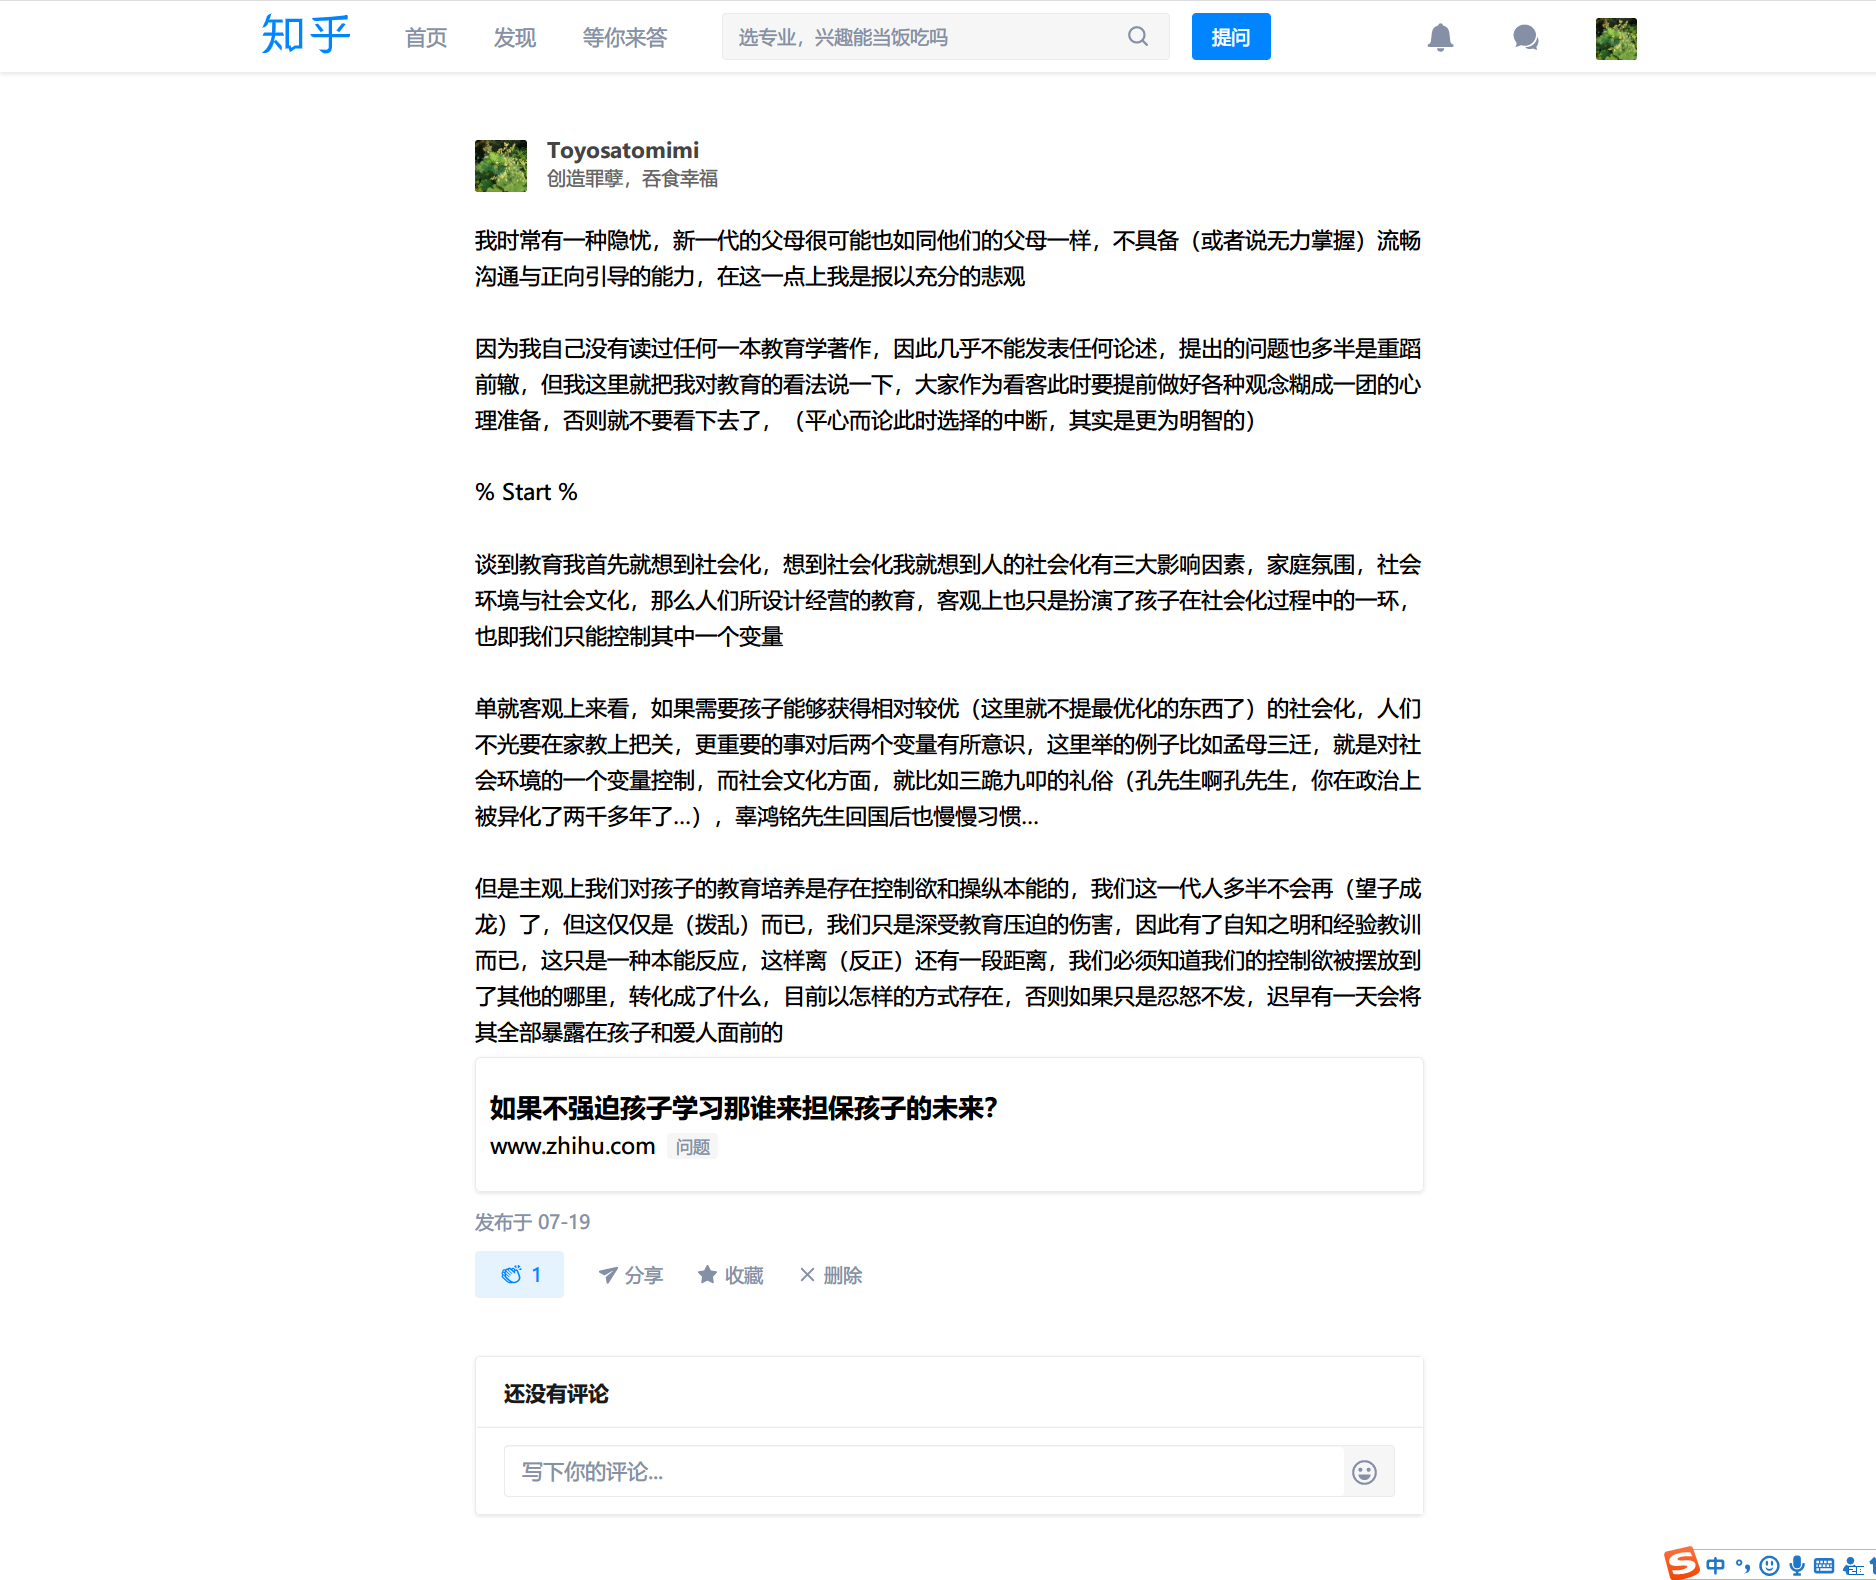 知乎 首页 发现 等你来答 选专业，兴趣能当饭吃吗 提问
Toyosatomimi
创造罪孽，吞食幸福
我时常有一种隐忧，新一代的父母很可能也如同他们的父母一样，不具备（或者说无力掌握）流畅
沟通与正向引导的能力，在这一点上我是报以充分的悲观
因为我自己没有读过任何一本教育学著作，因此几乎不能发表任何论述，提出的问题也多半是重蹈
前辙，但我这里就把我对教育的看法说一下，大家作为看客此时要提前做好各种观念糊成一团的心
理准备，否则就不要看下去了，（平心而论此时选择的中断，其实是更为明智的）
% Start %
谈到教育我首先就想到社会化，想到社会化我就想到人的社会化有三大影响因素，家庭氛围，社会
环境与社会文化，那么人们所设计经营的教育，客观上也只是扮演了孩子在社会化过程中的一环，
也即我们只能控制其中一个变量
单就客观上来看，如果需要孩子能够获得相对较优（这里就不提最优化的东西了）的社会化，人们
不光要在家教上把关，更重要的事对后两个变量有所意识，这里举的例子比如孟母三迁，就是对社
会环境的一个变量控制，而社会文化方面，就比如三跪九叩的礼俗（孔先生啊孔先生，你在政治上
被异化了两千多年了...），辜鸿铭先生回国后也慢慢习惯...
但是主观上我们对孩子的教育培养是存在控制欲和操纵本能的，我们这一代人多半不会再（望子成
龙）了，但这仅仅是（拨乱）而已，我们只是深受教育压迫的伤害，因此有了自知之明和经验教训
而已，这只是一种本能反应，这样离（反正）还有一段距离，我们必须知道我们的控制欲被摆放到
了其他的哪里，转化成了什么，目前以怎样的方式存在，否则如果只是忍怒不发，迟早有一天会将
其全部暴露在孩子和爱人面前的
如果不强迫孩子学习那谁来担保孩子的未来？
www.zhihu.com 问题
发布于 07-19
1 分享 收藏 删除
还没有评论
写下你的评论...
S 中